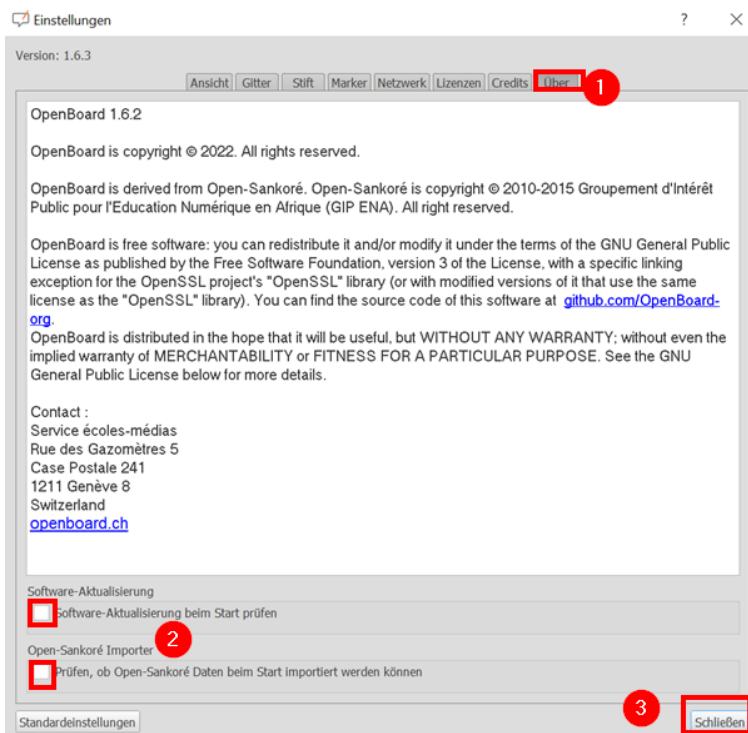 Einstellungen
?
Version: 1.6.3
Ansicht Gitter Stift Marker Netzwerk Lizenzen Credits Über
1
OpenBoard 1.6.2
OpenBoard is copyright © 2022. All rights reserved.
OpenBoard is derived from Open-Sankoré. Open-Sankoré is copyright © 2010-2015 Groupement d'Intérêt
Public pour l'Education Numérique en Afrique (GIP ENA). All right reserved.
OpenBoard is free software: you can redistribute it and/or modify it under the terms of the GNU General Public
License as published by the Free Software Foundation, version 3 of the License, with a specific linking
exception for the OpenSSL project's "OpenSSL" library (or with modified versions of it that use the same
license as the "OpenSSL" library). You can find the source code of this software at github.com/OpenBoard-
org.
OpenBoard is distributed in the hope that it will be useful, but WITHOUT ANY WARRANTY; without even the
implied warranty of MERCHANTABILITY or FITNESS FOR A PARTICULAR PURPOSE. See the GNU
General Public License below for more details.
Contact :
Service écoles-médias
Rue des Gazomètres 5
Case Postale 241
1211 Genève 8
Switzerland
openboard.ch
Software-Aktualisierung
Software-Aktualisierung beim Start prüfen
2
Open-Sankoré Importer
Prüfen, ob Open-Sankoré Daten beim Start importiert werden können
3
Standardeinstellungen
Schließen